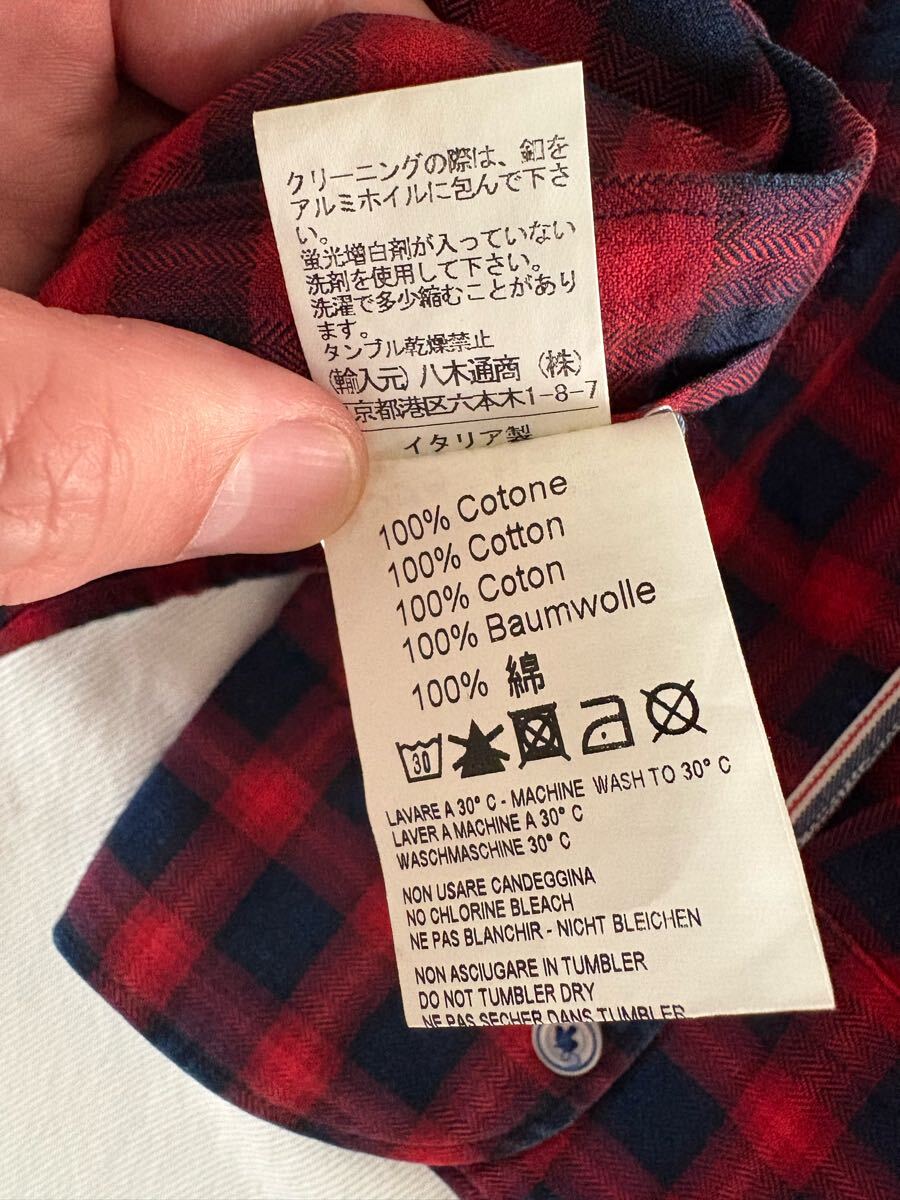 クリーニングの際は、釦を
アルミホイルに包んで下さ
い。
蛍光増白剤が入っていない
洗剤を使用して下さい。
洗濯で多少縮むことがあり
ます。
タンブル乾燥禁止
(輸入元) 八木通商 (株)
京都港区六本木1-8-7
イタリア製
100% Cotone
100% Cotton
100% Coton
100% Baumwolle
100% 綿
30
LAVARE A 30° C - MACHINE WASH TO 30° C
LAVER A MACHINE A 30° C
WASCHMASCHINE 30° C
NON USARE CANDEGGINA
NO CHLORINE BLEACH
NE PAS BLANCHIR - NICHT BLEICHEN
NON ASCIUGARE IN TUMBLER
DO NOT TUMBLER DRY
NE PAS SECHER DANS TUMBLER